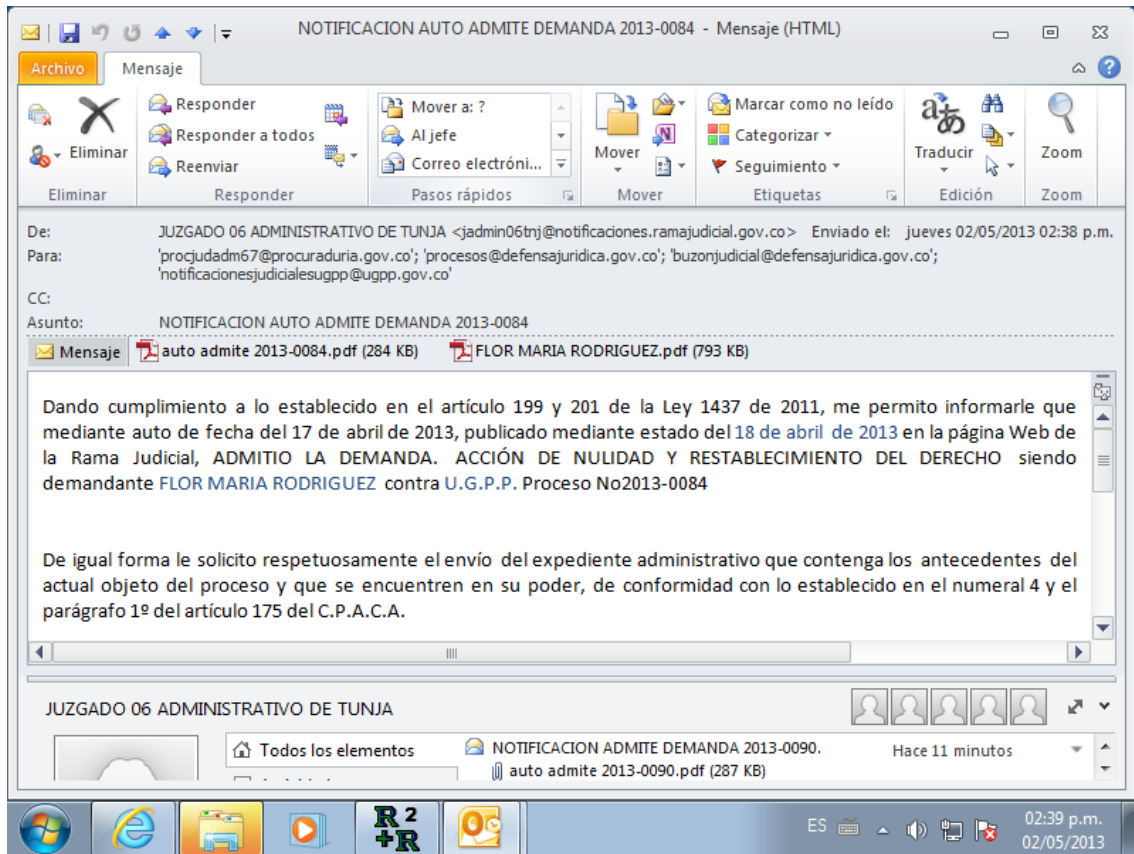 NOTIFICACION AUTO ADMITE DEMANDA 2013-0084 - Mensaje (HTML)
Archivo Mensaje
Responder
Responder a todos
Reenviar
Eliminar
Mover a: ?
Al jefe
Correo electróni...
Mover
Marcar como no leído
Categorizar
Seguimiento
Traducir
Zoom
Eliminar Responder Pasos rápidos Mover Etiquetas Edición Zoom
De: JUZGADO 06 ADMINISTRATIVO DE TUNJA <jadmin06tnj@notificaciones.ramajudicial.gov.co> Enviado el: jueves 02/05/2013 02:38 p.m.
Para: 'procjudadm67@procuraduria.gov.co'; 'procesos@defensajuridica.gov.co'; 'buzonjudicial@defensajuridica.gov.co';
'notificacionesjudicialesugpp@ugpp.gov.co'
CC:
Asunto: NOTIFICACION AUTO ADMITE DEMANDA 2013-0084
Mensaje auto admite 2013-0084.pdf (284 KB) FLOR MARIA RODRIGUEZ.pdf (793 KB)
Dando cumplimiento a lo establecido en el artículo 199 y 201 de la Ley 1437 de 2011, me permito informarle que
mediante auto de fecha del 17 de abril de 2013, publicado mediante estado del 18 de abril de 2013 en la página Web de
la Rama Judicial, ADMITIO LA DEMANDA. ACCIÓN DE NULIDAD Y RESTABLECIMIENTO DEL DERECHO siendo
demandante FLOR MARIA RODRIGUEZ contra U.G.P.P. Proceso No2013-0084
De igual forma le solicito respetuosamente el envío del expediente administrativo que contenga los antecedentes del
actual objeto del proceso y que se encuentren en su poder, de conformidad con lo establecido en el numeral 4 y el
parágrafo 1º del artículo 175 del C.P.A.C.A.
JUZGADO 06 ADMINISTRATIVO DE TUNJA
Todos los elementos
NOTIFICACION ADMITE DEMANDA 2013-0090. Hace 11 minutos
auto admite 2013-0090.pdf (287 KB)
R 2
+R
ES
02:39 p.m.
02/05/2013